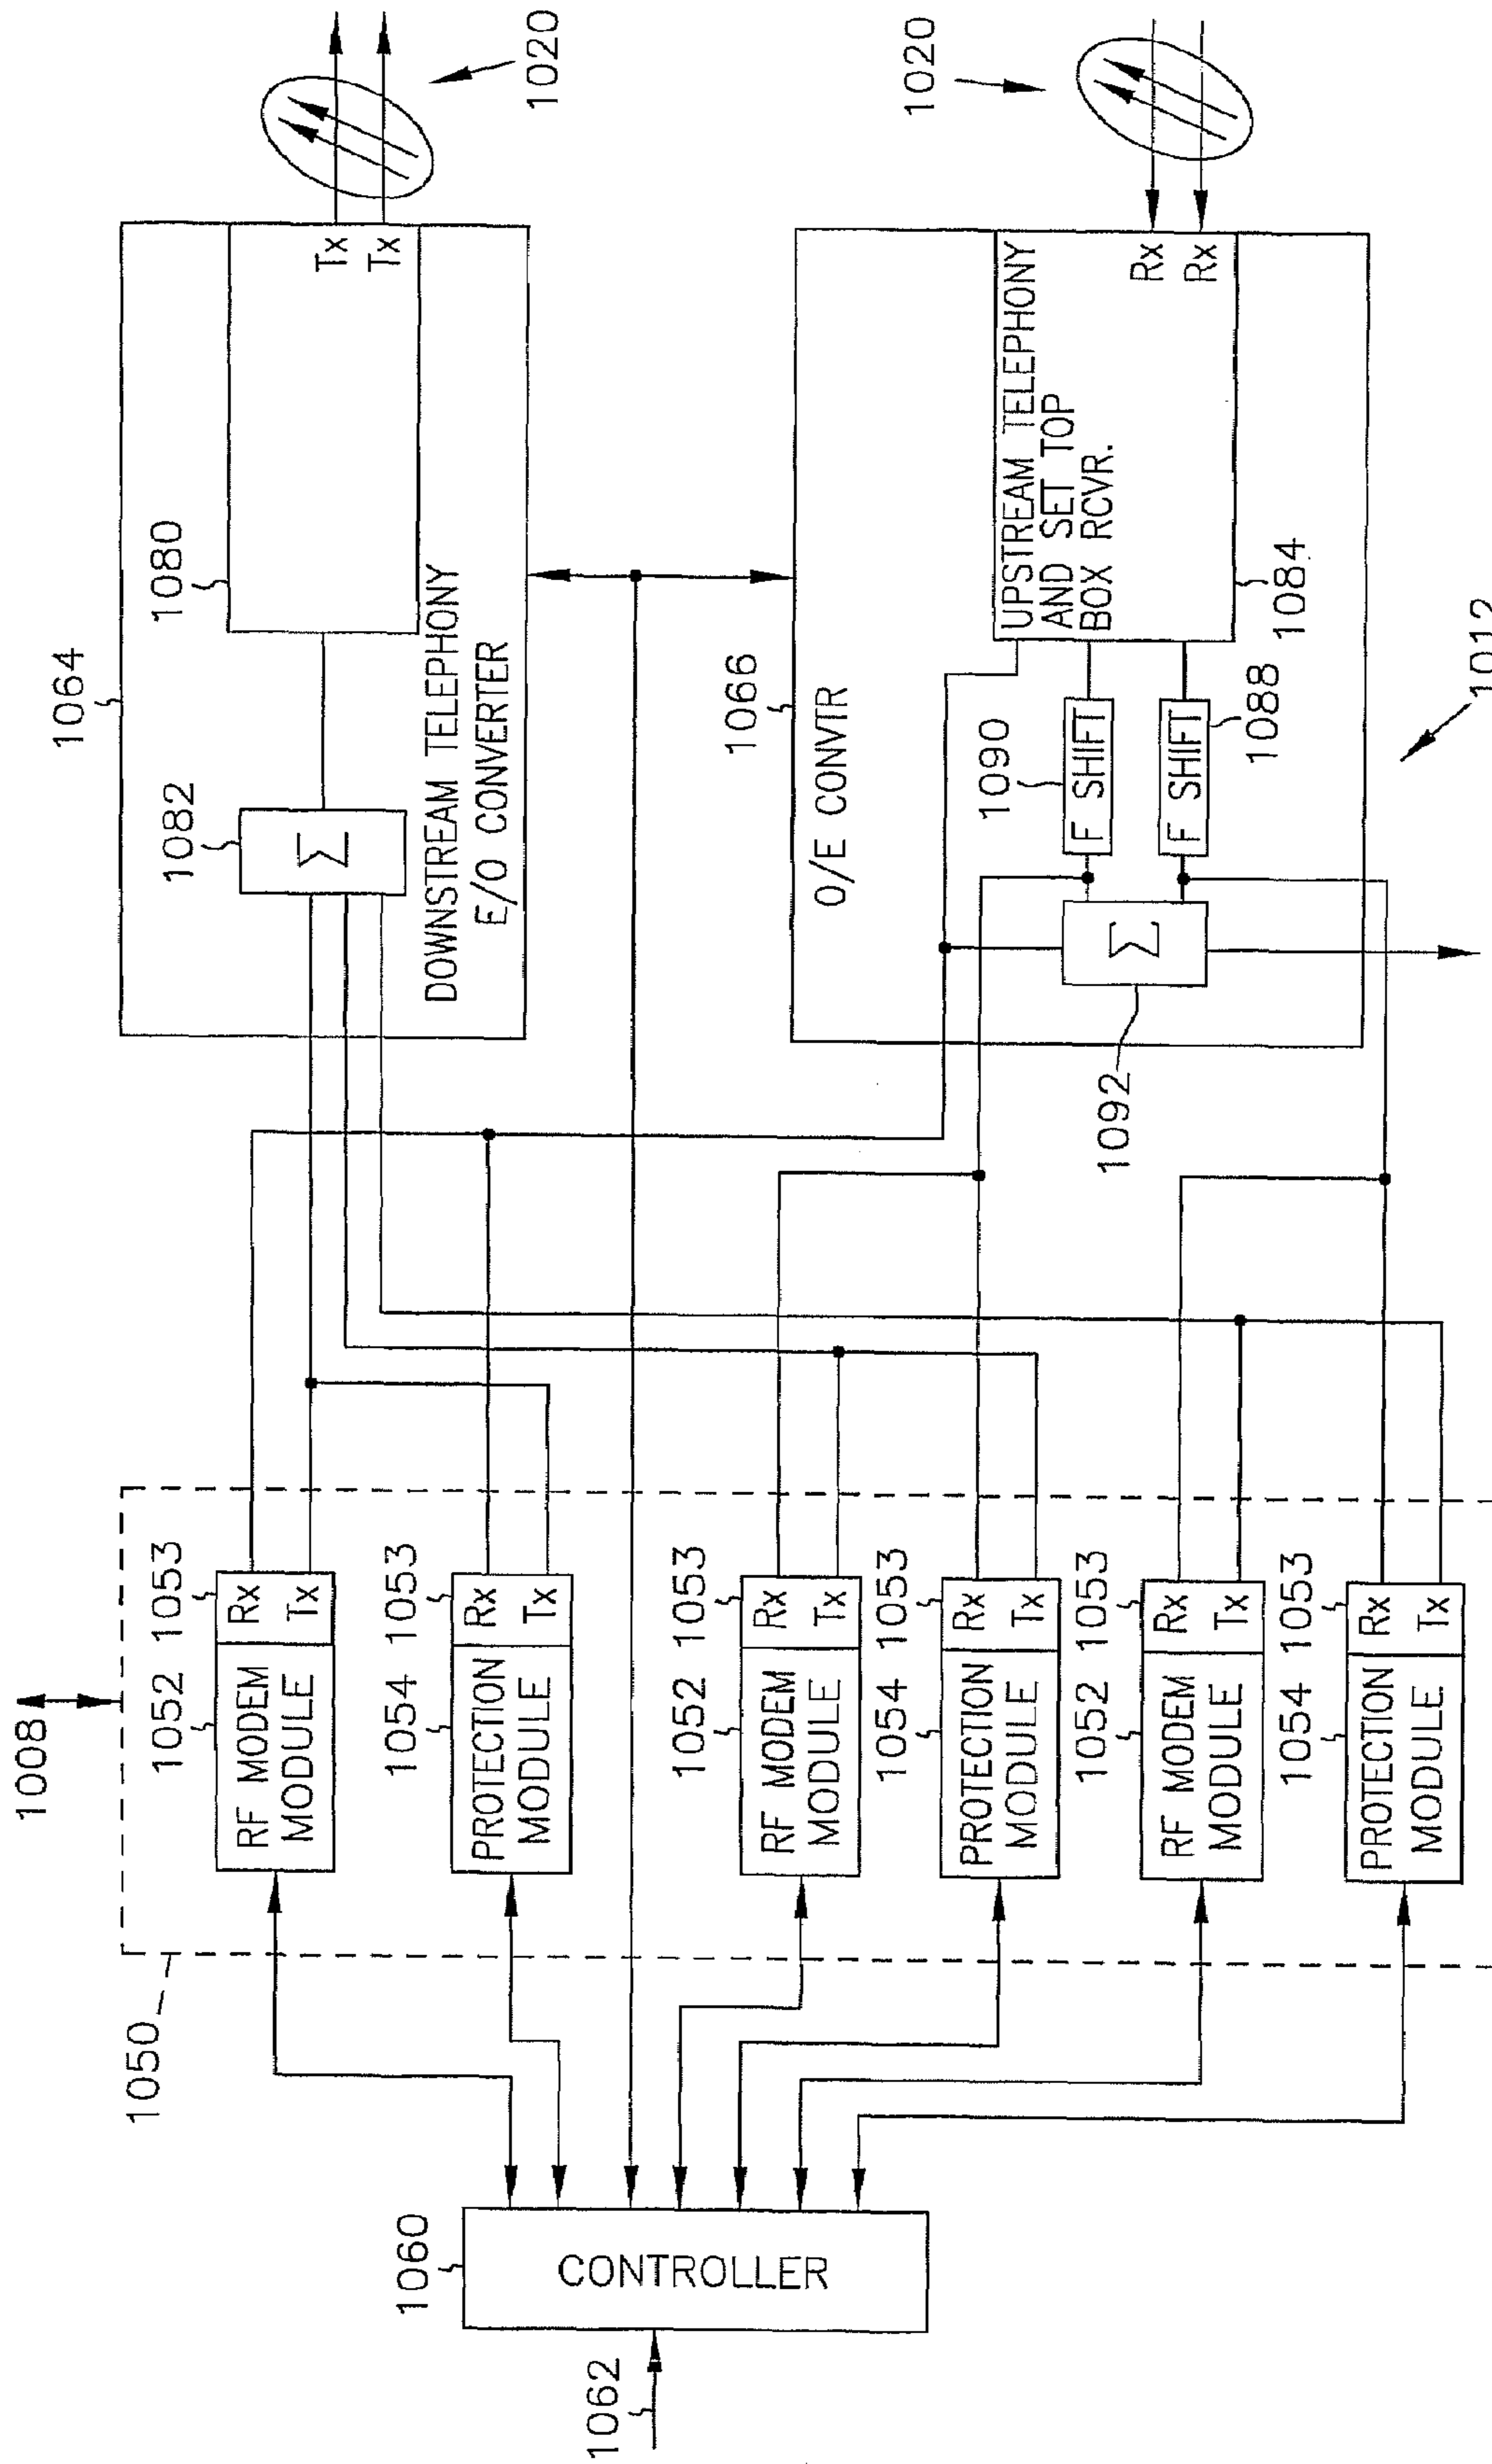 1008
1050
1052
1053
RF MODEM
MODULE
Rx
Tx
1054
1053
PROTECTION
MODULE
Rx
Tx
1052
1053
RF MODEM
MODULE
Rx
Tx
1054
1053
PROTECTION
MODULE
Rx
Tx
1052
1053
RF MODEM
MODULE
Rx
Tx
1054
1053
PROTECTION
MODULE
Rx
Tx
1060
CONTROLLER
1062
1064
1082
Σ
1080
Tx
Tx
DOWNSTREAM TELEPHONY
E/O CONVERTER
1020
1066
O/E CONVTR
1090
F SHIFT
F SHIFT
1088
Σ
1092
UPSTREAM TELEPHONY
AND SET TOP
BOX RCVR.
Rx
Rx
1084
1020
1012